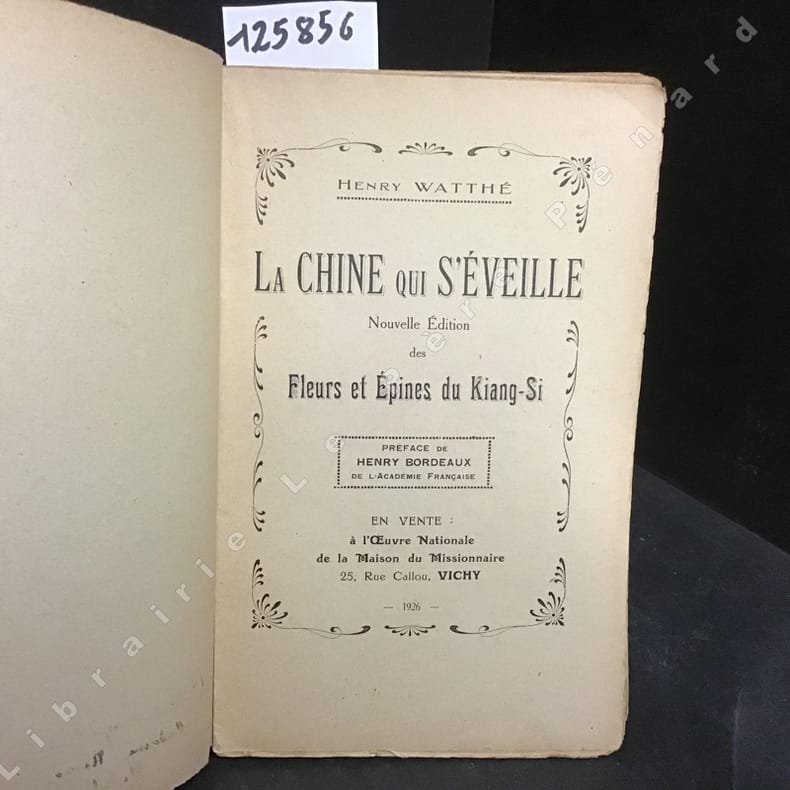 125856
HENRY WATTHÉ
LA CHINE QUI S'ÉVEILLE
Nouvelle Édition
des
Fleurs et Épines du Kiang-Si
PRÉFACE DE
HENRY BORDEAUX
DE L'ACADÉMIE FRANÇAISE
EN VENTE :
à l'Œuvre Nationale
de la Maison du Missionnaire
25, Rue Callou, VICHY
— 1926 —
Librairie Le Père Pénard